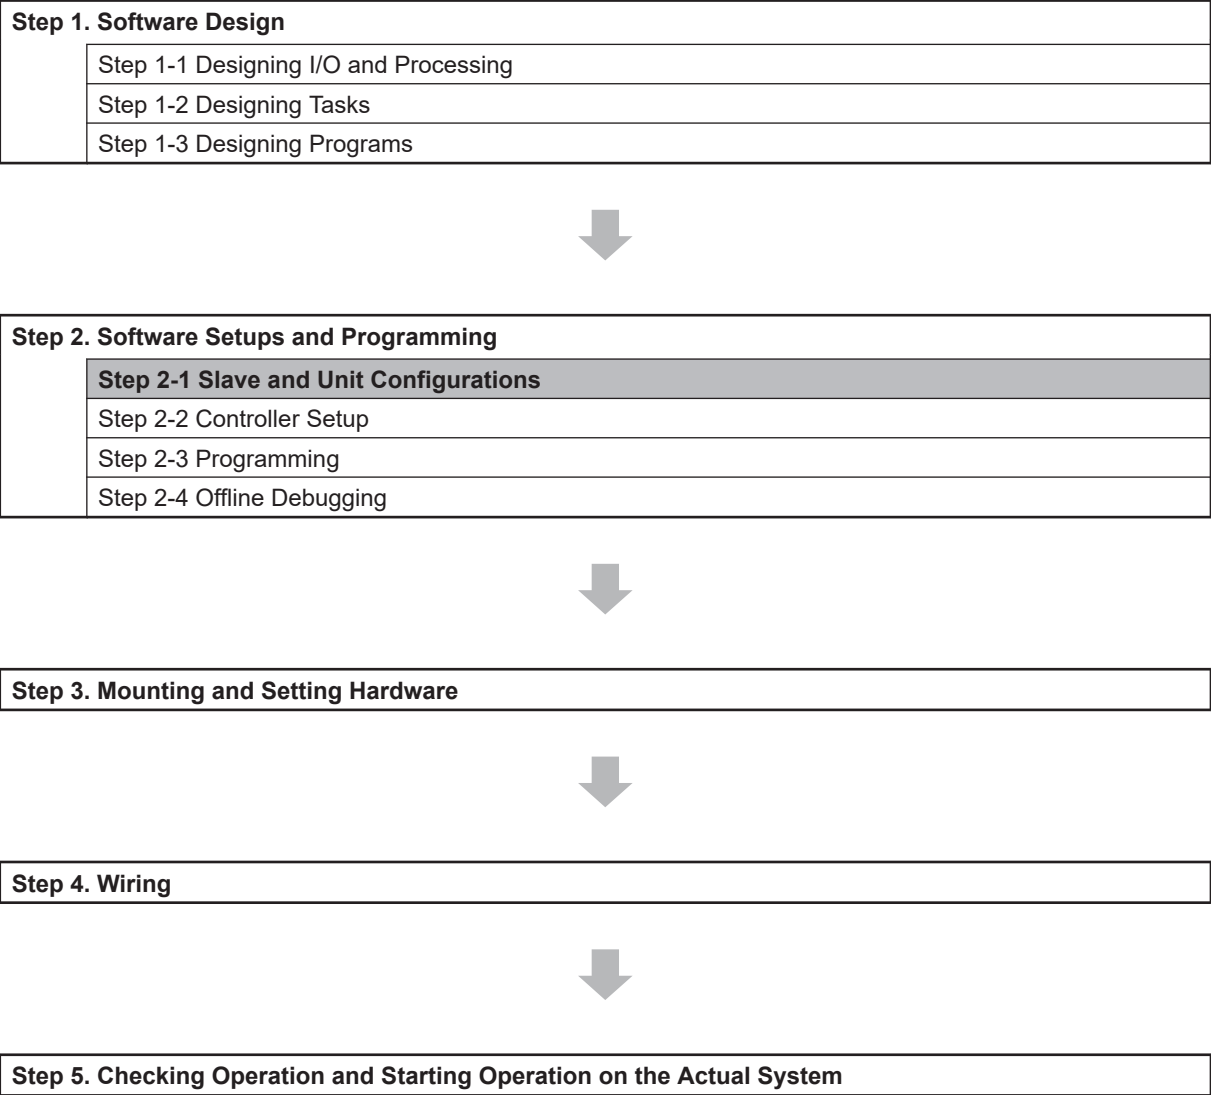 Step 1. Software Design
Step 1-1 Designing I/O and Processing
Step 1-2 Designing Tasks
Step 1-3 Designing Programs
Step 2. Software Setups and Programming
Step 2-1 Slave and Unit Configurations
Step 2-2 Controller Setup
Step 2-3 Programming
Step 2-4 Offline Debugging
Step 3. Mounting and Setting Hardware
Step 4. Wiring
Step 5. Checking Operation and Starting Operation on the Actual System